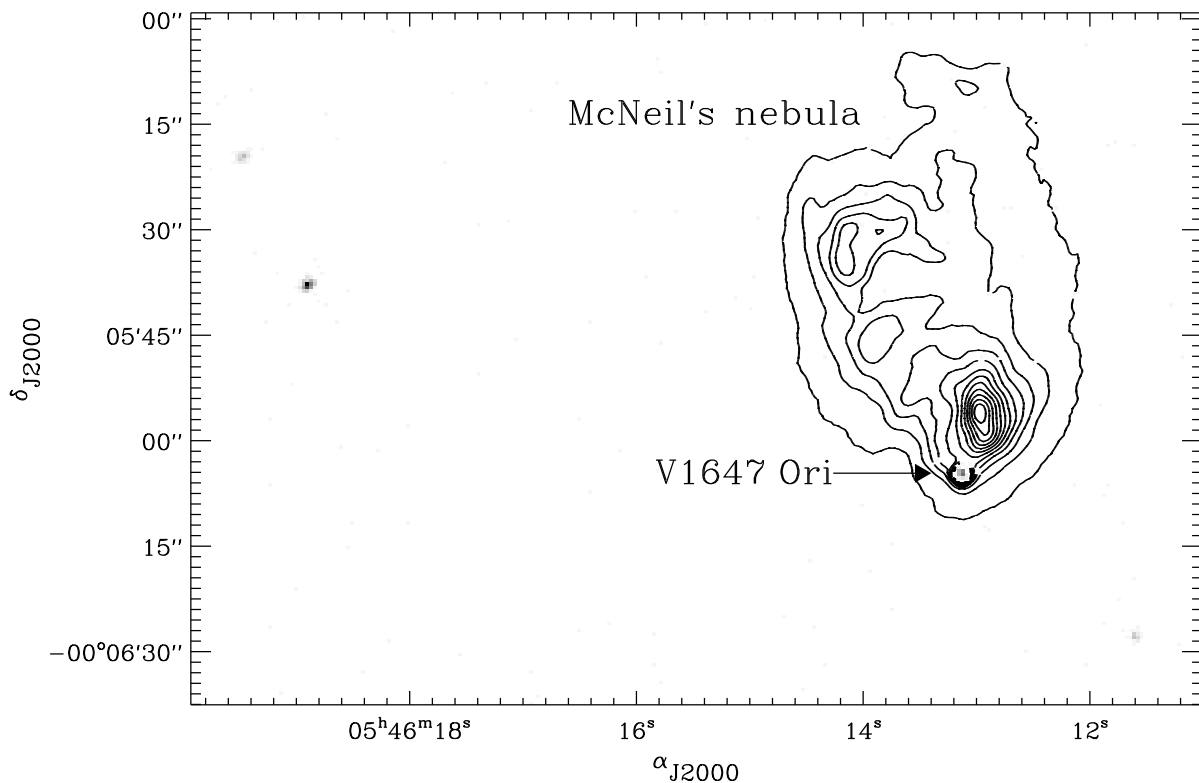 00''
McNeil's nebula
15''
30''
05'45''
δJ2000
00''
V1647 Ori
15''
−00°06'30''
05ʰ46ᵐ18ˢ 16ˢ 14ˢ 12ˢ
αJ2000